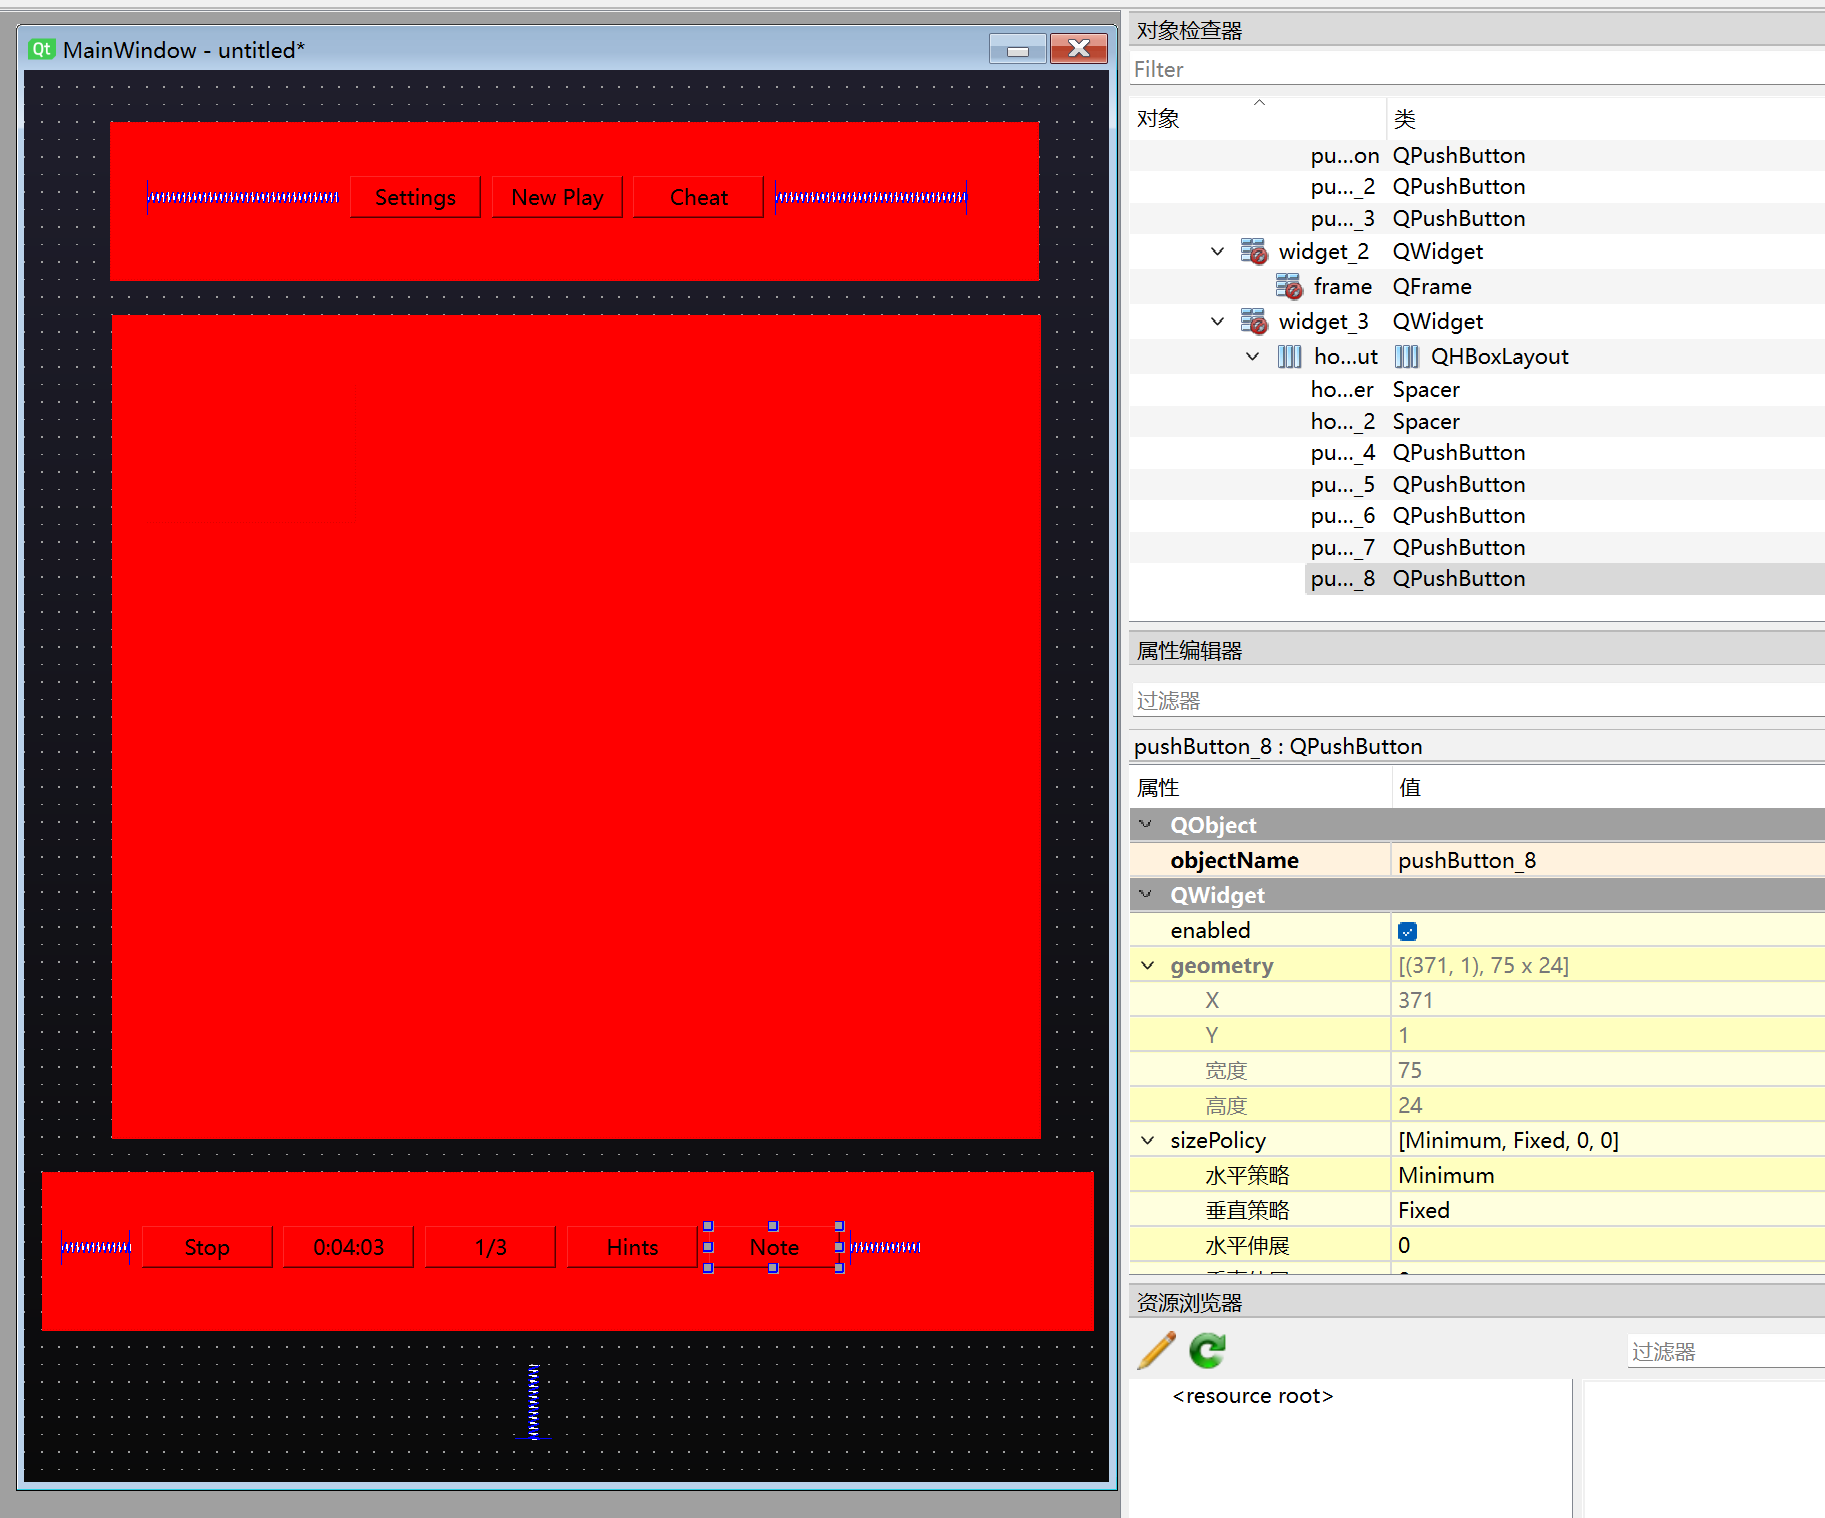 Qt MainWindow - untitled*
Settings
New Play
Cheat
Stop
0:04:03
1/3
Hints
Note
对象检查器
Filter
对象 类
pu...on QPushButton
pu..._2 QPushButton
pu..._3 QPushButton
widget_2 QWidget
frame QFrame
widget_3 QWidget
ho...ut QHBoxLayout
ho...er Spacer
ho..._2 Spacer
pu..._4 QPushButton
pu..._5 QPushButton
pu..._6 QPushButton
pu..._7 QPushButton
pu..._8 QPushButton
属性编辑器
过滤器
pushButton_8 : QPushButton
属性 值
QObject
objectName pushButton_8
QWidget
enabled
geometry [(371, 1), 75 x 24]
X 371
Y 1
宽度 75
高度 24
sizePolicy [Minimum, Fixed, 0, 0]
水平策略 Minimum
垂直策略 Fixed
水平伸展 0
资源浏览器
过滤器
<resource root>